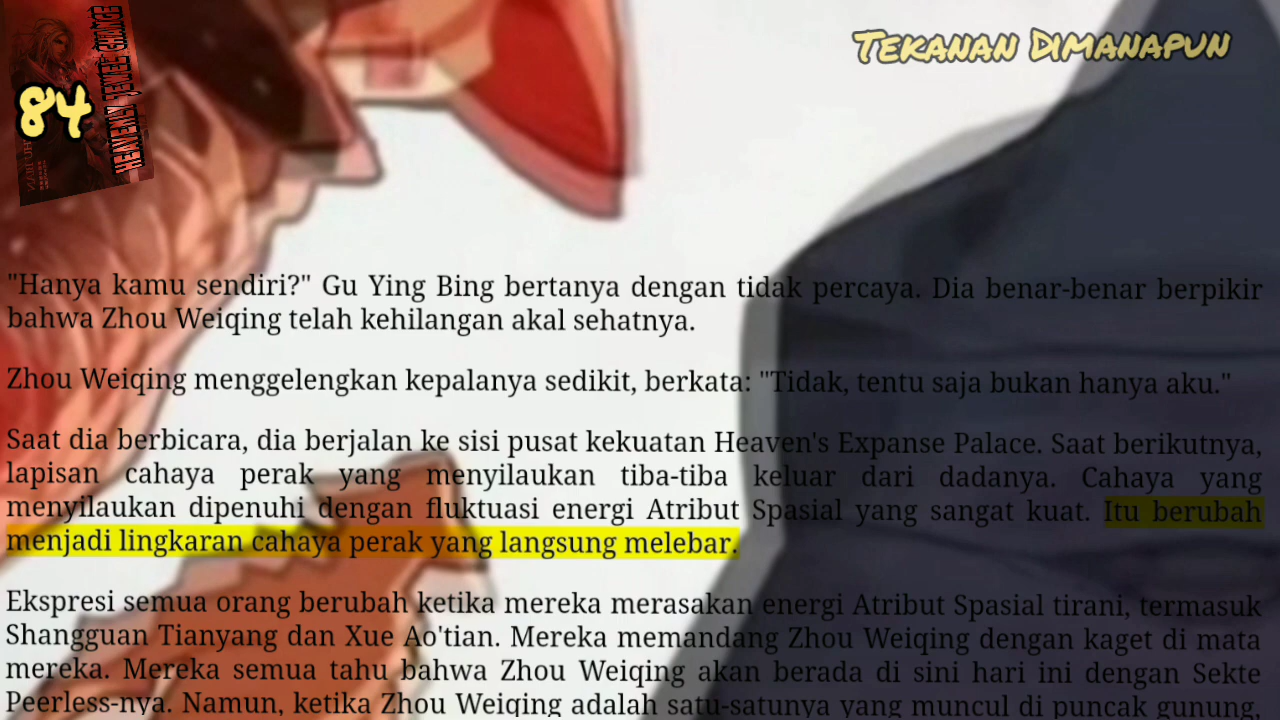 Tekanan Dimanapun
84
HEAVENLY JEWEL CHANGE
"Hanya kamu sendiri?" Gu Ying Bing bertanya dengan tidak percaya. Dia benar-benar berpikir
bahwa Zhou Weiqing telah kehilangan akal sehatnya.
Zhou Weiqing menggelengkan kepalanya sedikit, berkata: "Tidak, tentu saja bukan hanya aku."
Saat dia berbicara, dia berjalan ke sisi pusat kekuatan Heaven's Expanse Palace. Saat berikutnya,
lapisan cahaya perak yang menyilaukan tiba-tiba keluar dari dadanya. Cahaya yang
menyilaukan dipenuhi dengan fluktuasi energi Atribut Spasial yang sangat kuat. Itu berubah
menjadi lingkaran cahaya perak yang langsung melebar.
Ekspresi semua orang berubah ketika mereka merasakan energi Atribut Spasial tirani, termasuk
Shangguan Tianyang dan Xue Ao'tian. Mereka memandang Zhou Weiqing dengan kaget di mata
mereka. Mereka semua tahu bahwa Zhou Weiqing akan berada di sini hari ini dengan Sekte
Peerless-nya. Namun, ketika Zhou Weiqing adalah satu-satunya yang muncul di puncak gunung,